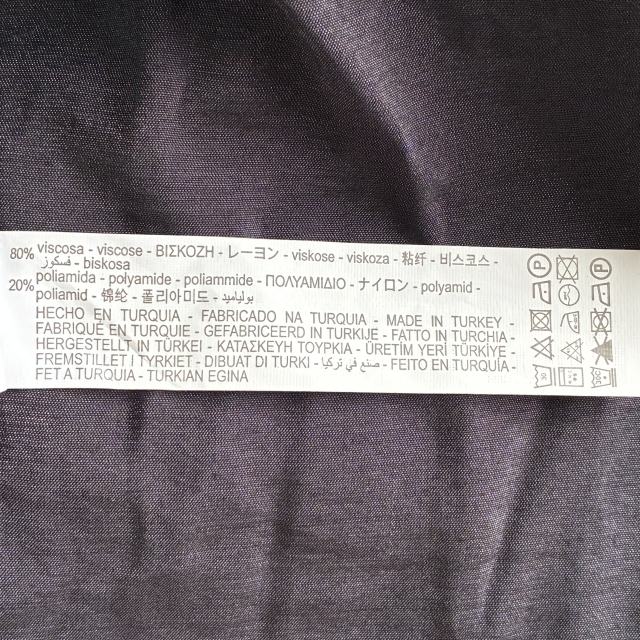 80% viscosa - viscose - ΒΙΣΚΟΖΗ - レーヨン - viskose - viskoza - 粘纤 - 비스코스 -
فسكوز - biskosa
20% poliamida - polyamide - poliammide - ΠΟΛΥΑΜΙΔΙΟ - ナイロン - polyamid -
poliamid - 锦纶 - 폴리아미드 - بولياميد
HECHO EN TURQUIA - FABRICADO NA TURQUIA - MADE IN TURKEY -
FABRIQUÉ EN TURQUIE - GEFABRICEERD IN TURKIJE - FATTO IN TURCHIA -
HERGESTELLT IN TÜRKEI - ΚΑΤΑΣΚΕΥΗ ΤΟΥΡΚΙΑ - ÜRETİM YERİ TÜRKİYE -
FREMSTILLET I TYRKIET - DIBUAT DI TURKI - صنع في تركيا - FEITO EN TURQUÍA -
FET A TURQUIA - TURKIAN EGINA